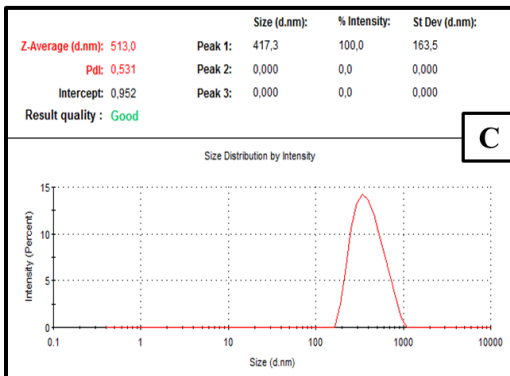 Size (d.nm): % Intensity: St Dev (d.nm):
Z-Average (d.nm): 513,0 Peak 1: 417,3 100,0 163,5
PdI: 0,531 Peak 2: 0,000 0,0 0,000
Intercept: 0,952 Peak 3: 0,000 0,0 0,000
Result quality : Good
C
Size Distribution by Intensity
15
10
5
0
Intensity (Percent)
0.1 1 10 100 1000 10000
Size (d.nm)